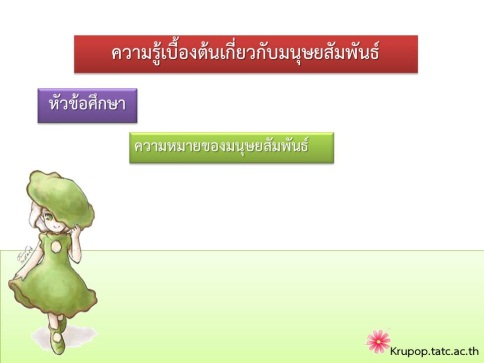 ความรู้เบื้องต้นเกี่ยวกับมนุษยสัมพันธ์
หัวข้อศึกษา
ความหมายของมนุษยสัมพันธ์
Krupop.tatc.ac.th